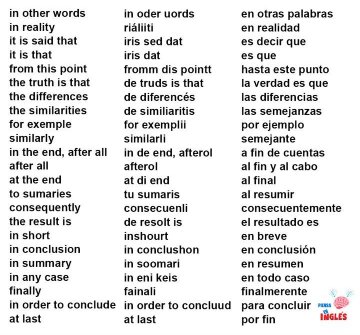 in other words in oder uords en otras palabras
in reality riáliiti en realidad
it is said that iris sed dat es decir que
it is that iris dat es que
from this point fromm dis pointt hasta este punto
the truth is that de truds is that la verdad es que
the differences de diferencés las diferencias
the similarities de similiaritis las semejanzas
for exemple for exemplii por ejemplo
similarly similarli semejante
in the end, after all in de end, afterol a fin de cuentas
after all afterol al fin y al cabo
at the end at di end al final
to sumaries tu sumaris al resumir
consequently consecuenli consecuentemente
the result is de resolt is el resultado es
in short inshourt en breve
in conclusion in conclushon en conclusión
in summary in soomari en resumen
in any case in eni keis en todo caso
finally fainali finalmerente
in order to conclude in order to concluud para concluir
at last at last por fin
PIENSA
EN
INGLÉS